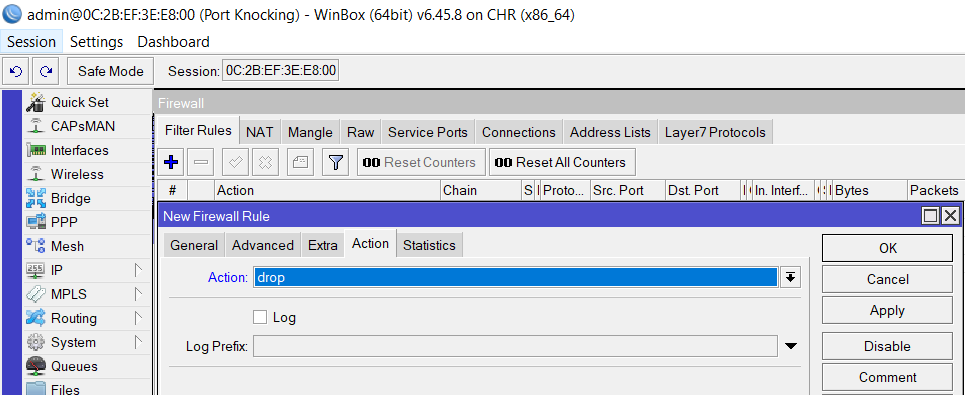 admin@0C:2B:EF:3E:E8:00 (Port Knocking) - WinBox (64bit) v6.45.8 on CHR (x86_64)
Session Settings Dashboard
Safe Mode Session: 0C:2B:EF:3E:E8:00
Quick Set
CAPsMAN
Interfaces
Wireless
Bridge
PPP
Mesh
IP
MPLS
Routing
System
Queues
Files
Firewall
Filter Rules NAT Mangle Raw Service Ports Connections Address Lists Layer7 Protocols
00 Reset Counters 00 Reset All Counters
# Action Chain S Proto... Src. Port Dst. Port In. Interf... Bytes Packets
New Firewall Rule
General Advanced Extra Action Statistics
Action: drop
Log
Log Prefix:
OK
Cancel
Apply
Disable
Comment